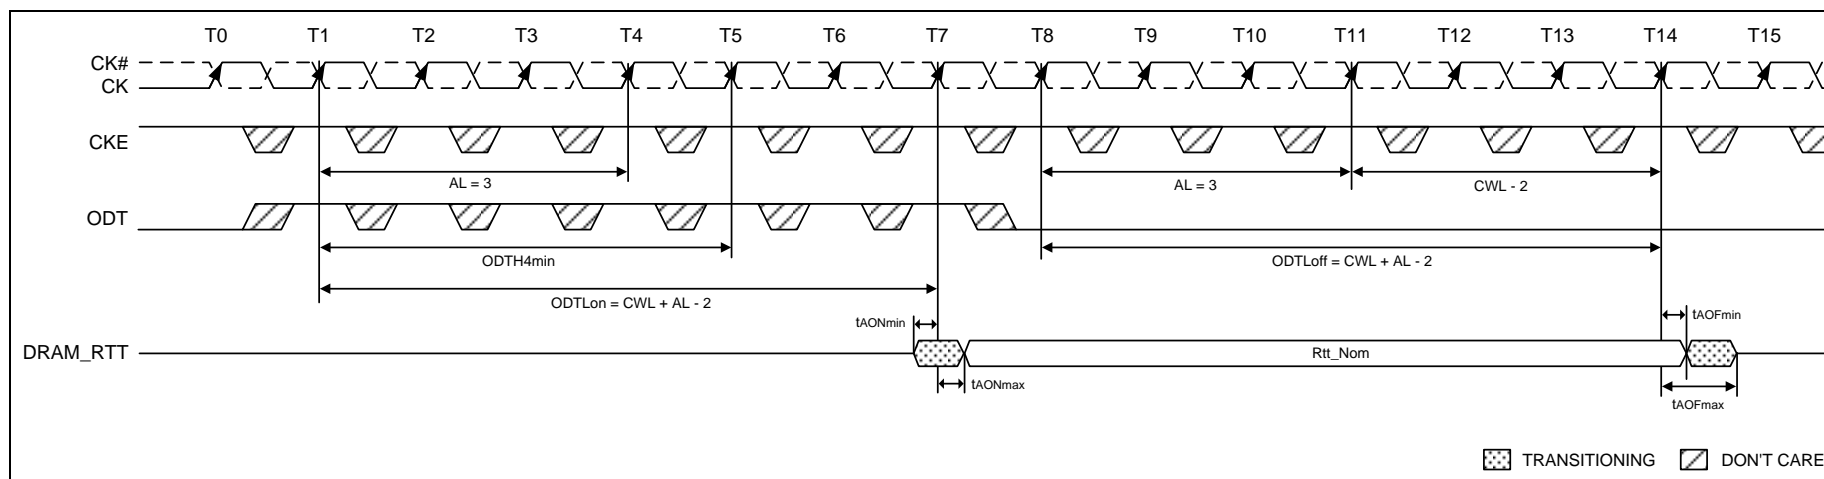 T0 T1 T2 T3 T4 T5 T6 T7 T8 T9 T10 T11 T12 T13 T14 T15
CK#
CK
CKE
AL = 3 AL = 3 CWL - 2
ODT
ODTH4min ODTLoff = CWL + AL - 2
ODTLon = CWL + AL - 2
tAONmin tAOFmin
DRAM_RTT Rtt_Nom
tAONmax
tAOFmax
TRANSITIONING DON'T CARE